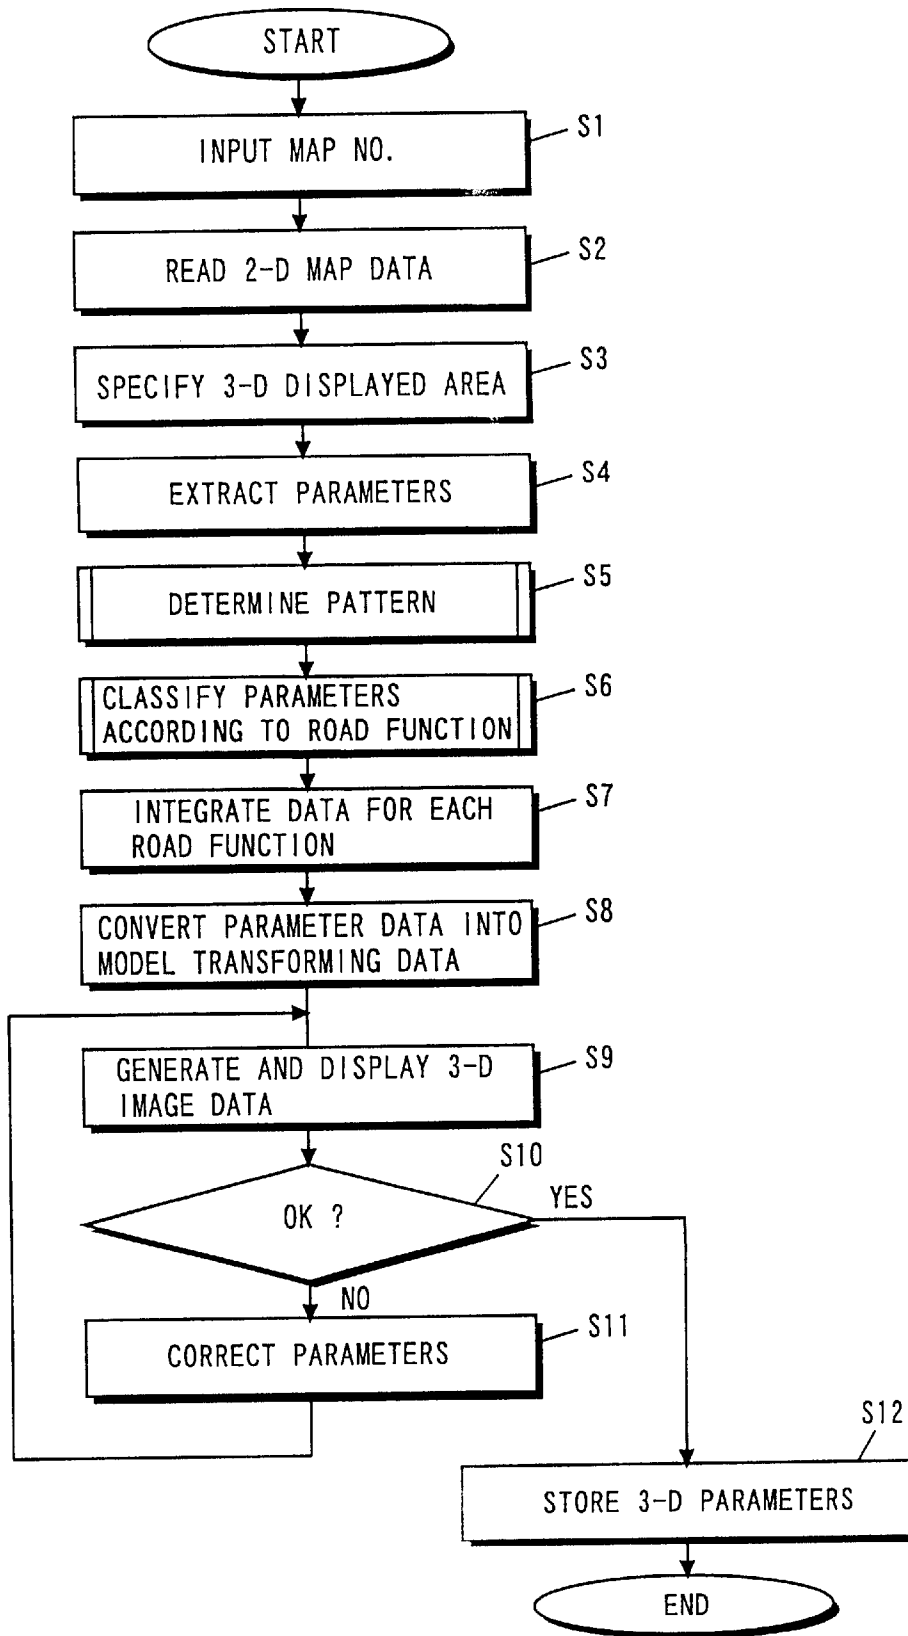 START
INPUT MAP NO.
S1
READ 2-D MAP DATA
S2
SPECIFY 3-D DISPLAYED AREA
S3
EXTRACT PARAMETERS
S4
DETERMINE PATTERN
S5
CLASSIFY PARAMETERS
ACCORDING TO ROAD FUNCTION
S6
INTEGRATE DATA FOR EACH
ROAD FUNCTION
S7
CONVERT PARAMETER DATA INTO
MODEL TRANSFORMING DATA
S8
GENERATE AND DISPLAY 3-D
IMAGE DATA
S9
OK ?
S10
YES
NO
CORRECT PARAMETERS
S11
S12
STORE 3-D PARAMETERS
END